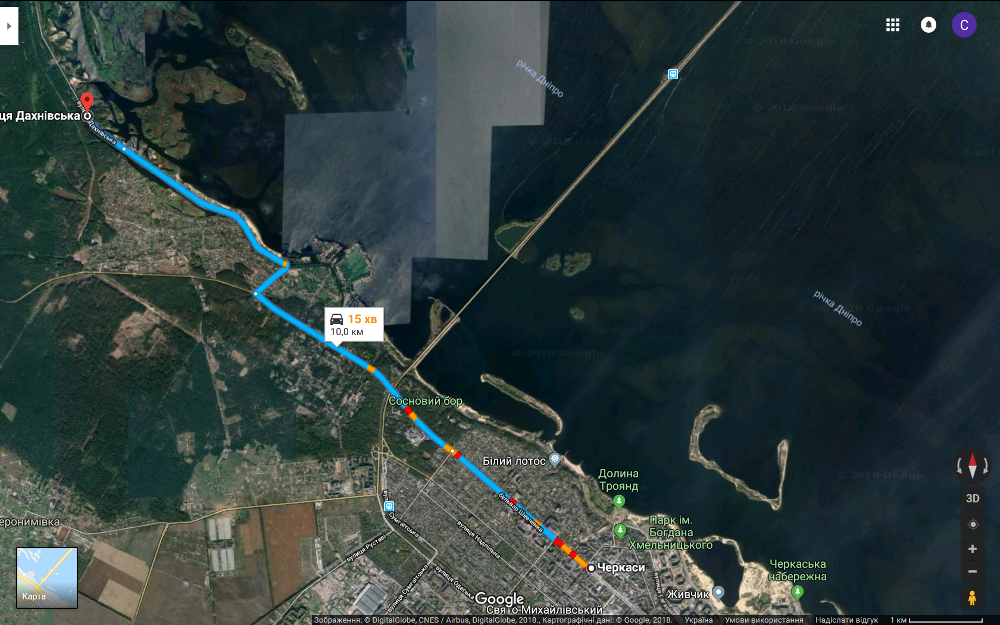 C
© 2018 Google
річка Дніпро
ця Дахнівська
Дахнівська
річка Дніпро
15 хв
10,0 км
Сосновий бор
Білий лотос
Долина
Троянд
бульвар Шевченка
Парк ім.
Богдана
Хмельницького
еронимівка
Сумгаїтська
вулиця Надпільна
вулиця Руставі
Черкаси
Черкаська
набережна
вулиця Сумгаїтська
вулиця Одеська
вулиця Гагаріна
Живчик
3D
Карта
Google
Свято-Михайлівський
Зображення: © DigitalGlobe, CNES / Airbus, DigitalGlobe, 2018., Картографічні дані: © Google, 2018. Україна Умови використання Надіслати відгук 1 км